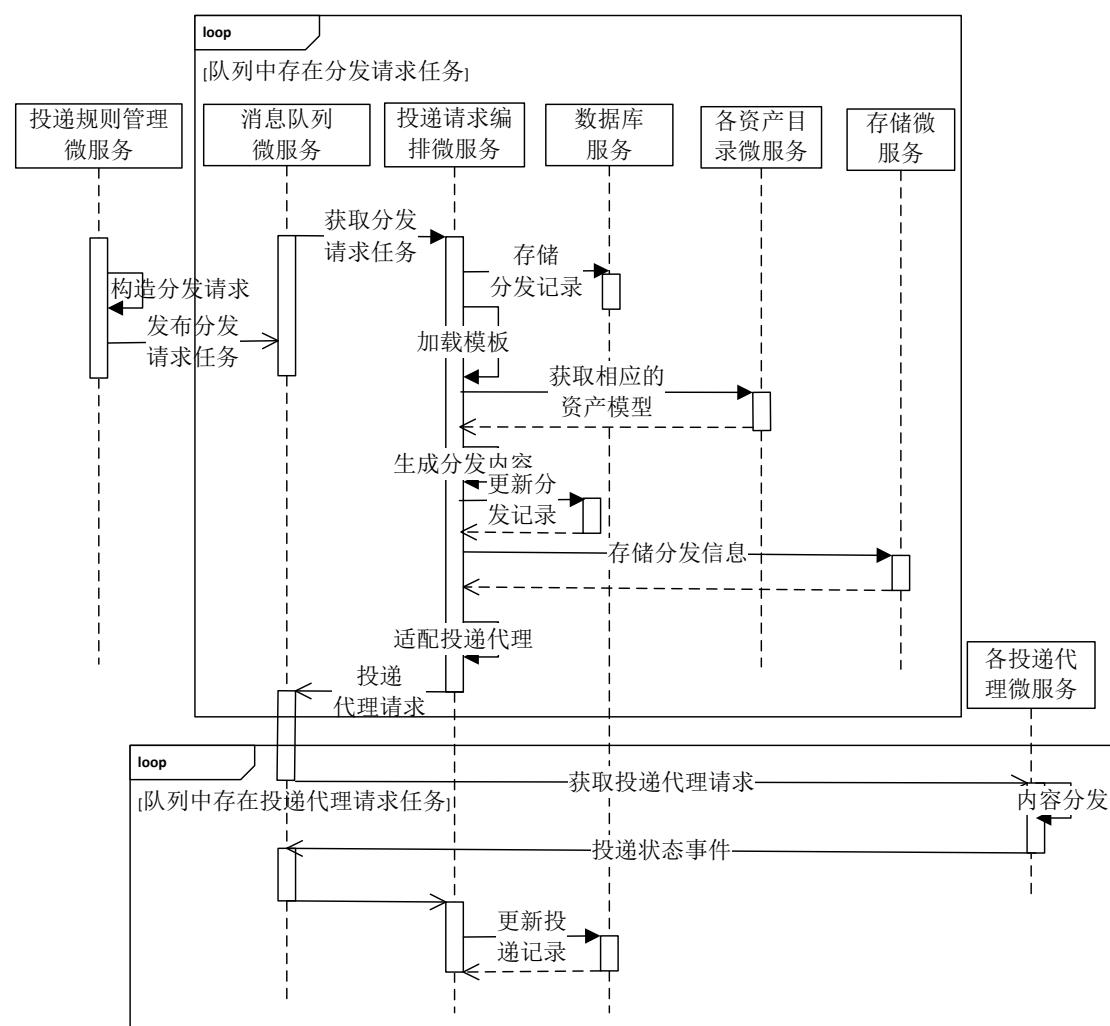 loop
[队列中存在分发请求任务]
投递规则管理
微服务
消息队列
微服务
投递请求编
排微服务
数据库
服务
各资产目
录微服务
存储微
服务
获取分发
请求任务
存储
分发记录
构造分发请求
发布分发
请求任务
加载模板
获取相应的
资产模型
生成分发内容
更新分
发记录
存储分发信息
适配投递代理
投递
代理请求
各投递代
理微服务
loop
[队列中存在投递代理请求任务]
获取投递代理请求
内容分发
投递状态事件
更新投
递记录